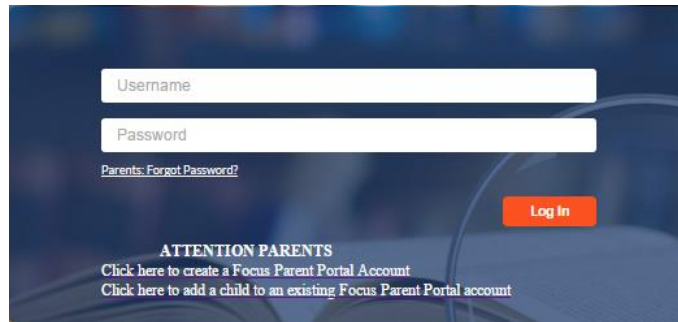 Username
Password
Parents: Forgot Password?
Log In
ATTENTION PARENTS
Click here to create a Focus Parent Portal Account
Click here to add a child to an existing Focus Parent Portal account